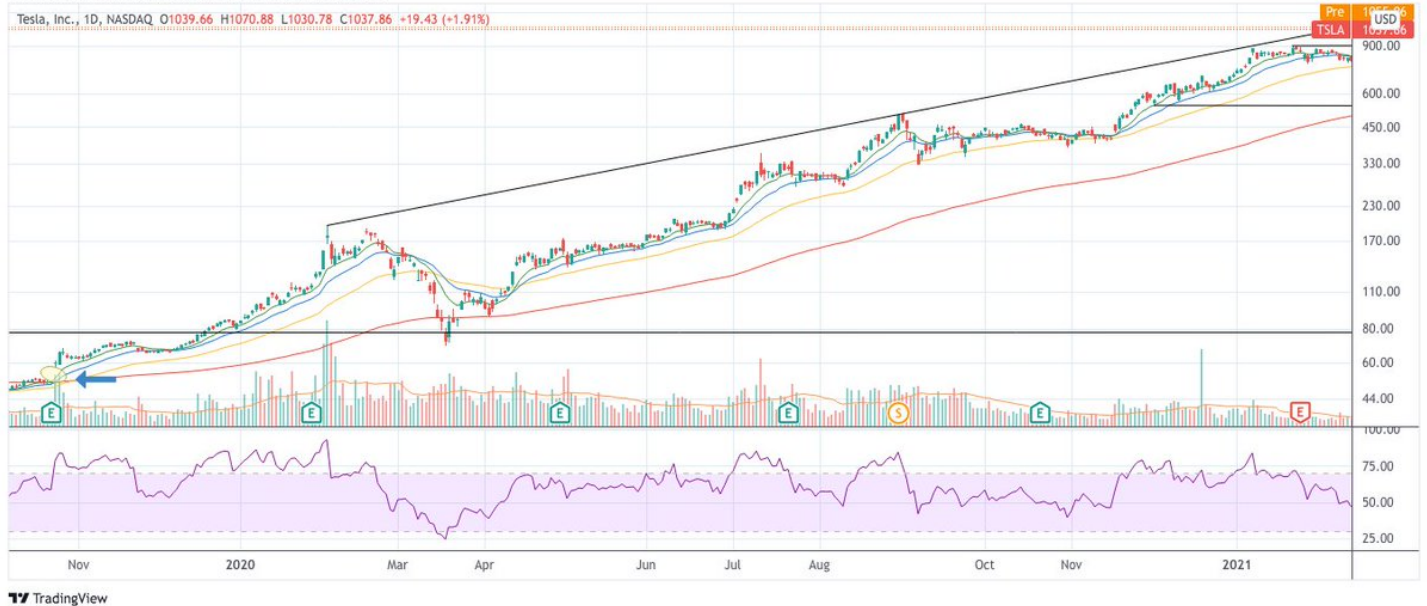 Tesla, Inc., 1D, NASDAQ O1039.66 H1070.88 L1030.78 C1037.86 +19.43 (+1.91%)
Pre
USD
TSLA
900.00
600.00
450.00
330.00
230.00
170.00
110.00
80.00
60.00
44.00
E E E E S E E
100.00
75.00
50.00
25.00
Nov 2020 Mar Apr Jun Jul Aug Oct Nov 2021
TradingView